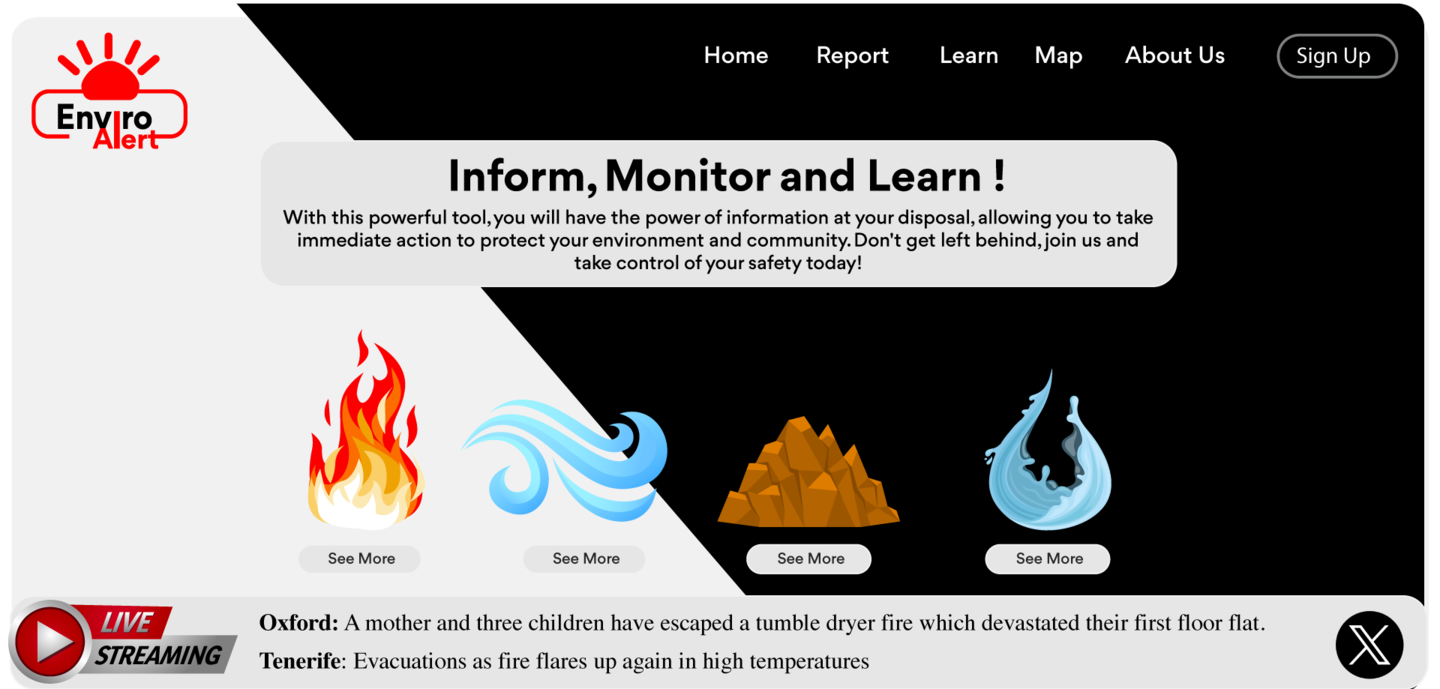 Enviro
Alert
Home Report Learn Map About Us Sign Up
Inform, Monitor and Learn !
With this powerful tool, you will have the power of information at your disposal, allowing you to take
immediate action to protect your environment and community. Don't get left behind, join us and
take control of your safety today!
See More See More See More See More
LIVE
STREAMING
Oxford: A mother and three children have escaped a tumble dryer fire which devastated their first floor flat.
Tenerife: Evacuations as fire flares up again in high temperatures
X